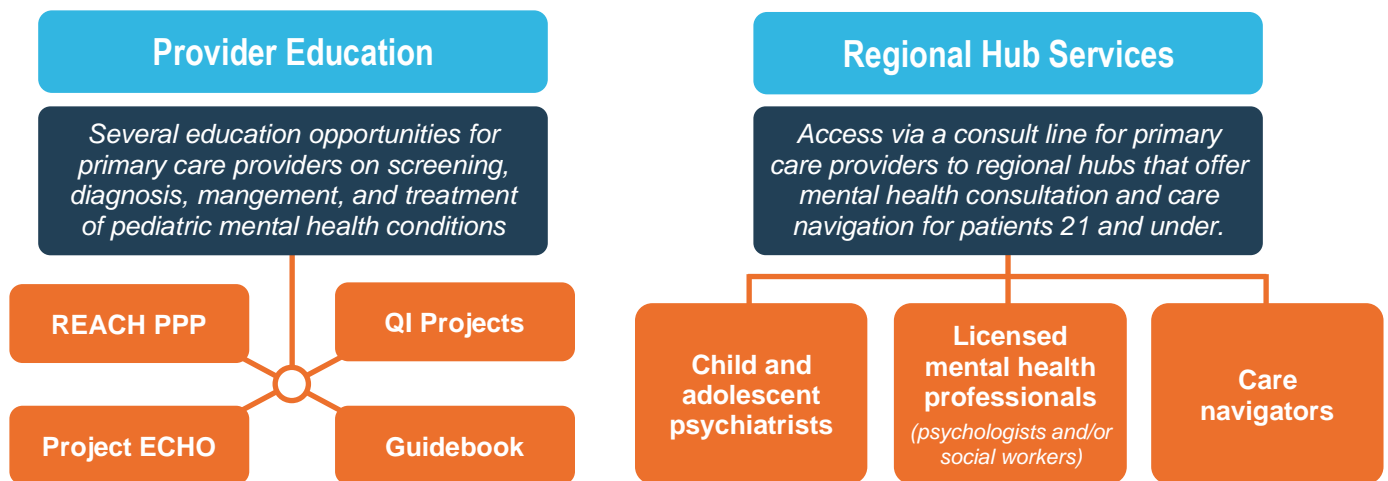 Provider Education
Several education opportunities for
primary care providers on screening,
diagnosis, mangement, and treatment
of pediatric mental health conditions
REACH PPP
QI Projects
Project ECHO
Guidebook
Regional Hub Services
Access via a consult line for primary
care providers to regional hubs that offer
mental health consultation and care
navigation for patients 21 and under.
Child and
adolescent
psychiatrists
Licensed
mental health
professionals
(psychologists and/or
social workers)
Care
navigators